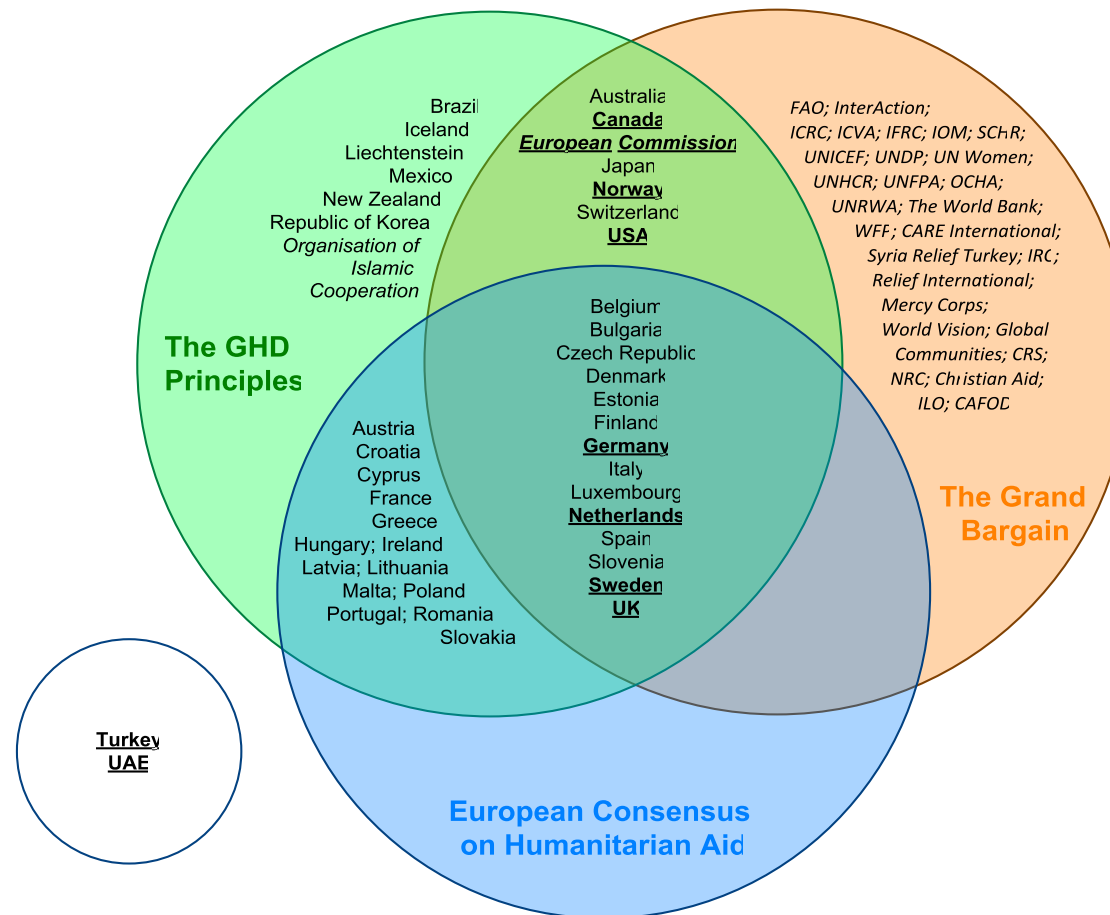 Brazil
Iceland
Liechtenstein
Mexico
New Zealand
Republic of Korea
Organisation of
Islamic
Cooperation
The GHD
Principles
Australia
Canada
European Commission
Japan
Norway
Switzerland
USA
FAO; InterAction;
ICRC; ICVA; IFRC; IOM; SCHR;
UNICEF; UNDP; UN Women;
UNHCR; UNFPA; OCHA;
UNRWA; The World Bank;
WFP; CARE International;
Syria Relief Turkey; IRC;
Relief International;
Mercy Corps;
World Vision; Global
Communities; CRS;
NRC; Christian Aid;
ILO; CAFOD
The Grand
Bargain
Belgium
Bulgaria
Czech Republic
Denmark
Estonia
Finland
Germany
Italy
Luxembourg
Netherlands
Spain
Slovenia
Sweden
UK
Austria
Croatia
Cyprus
France
Greece
Hungary; Ireland
Latvia; Lithuania
Malta; Poland
Portugal; Romania
Slovakia
Turkey
UAE
European Consensus
on Humanitarian Aid